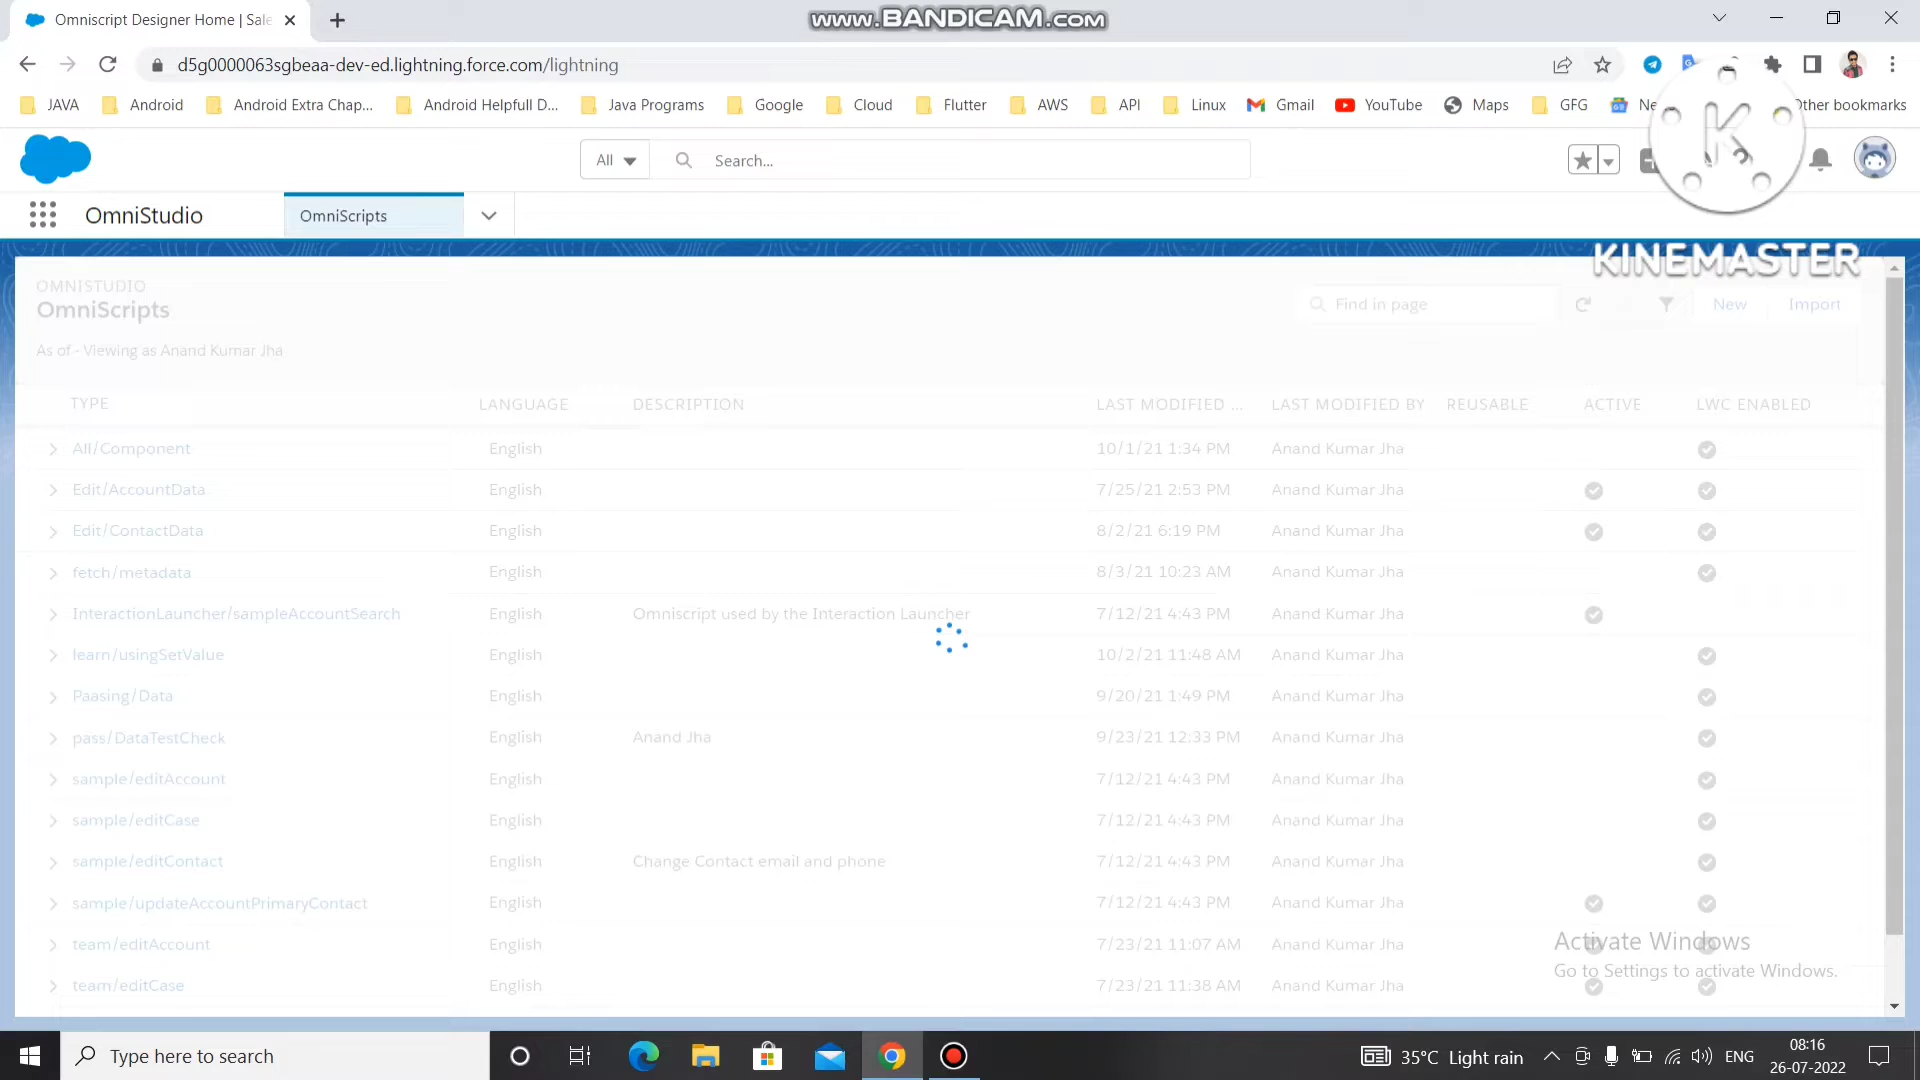 Omniscript Designer Home | Sale
www.BANDICAM.com
d5g0000063sgbeaa-dev-ed.lightning.force.com/lightning
JAVA Android Android Extra Chap... Android Helpfull D... Java Programs Google Cloud Flutter AWS API Linux Gmail YouTube Maps GFG Ne Other bookmarks
K
All Search...
OmniStudio OmniScripts
KINEMASTER
OMNISTUDIO
OmniScripts
Find in page New Import
As of - Viewing as Anand Kumar Jha
TYPE LANGUAGE DESCRIPTION LAST MODIFIED ... LAST MODIFIED BY REUSABLE ACTIVE LWC ENABLED
All/Component English 10/1/21 1:34 PM Anand Kumar Jha
Edit/AccountData English 7/25/21 2:53 PM Anand Kumar Jha
Edit/ContactData English 8/2/21 6:19 PM Anand Kumar Jha
fetch/metadata English 8/3/21 10:23 AM Anand Kumar Jha
InteractionLauncher/sampleAccountSearch English Omniscript used by the Interaction Launcher 7/12/21 4:43 PM Anand Kumar Jha
learn/usingSetValue English 10/2/21 11:48 AM Anand Kumar Jha
Paasing/Data English 9/20/21 1:49 PM Anand Kumar Jha
pass/DataTestCheck English Anand Jha 9/23/21 12:33 PM Anand Kumar Jha
sample/editAccount English 7/12/21 4:43 PM Anand Kumar Jha
sample/editCase English 7/12/21 4:43 PM Anand Kumar Jha
sample/editContact English Change Contact email and phone 7/12/21 4:43 PM Anand Kumar Jha
sample/updateAccountPrimaryContact English 7/12/21 4:43 PM Anand Kumar Jha
team/editAccount English 7/23/21 11:07 AM Anand Kumar Jha
team/editCase English 7/23/21 11:38 AM Anand Kumar Jha
Activate Windows
Go to Settings to activate Windows.
Type here to search 35°C Light rain ENG 08:16
26-07-2022